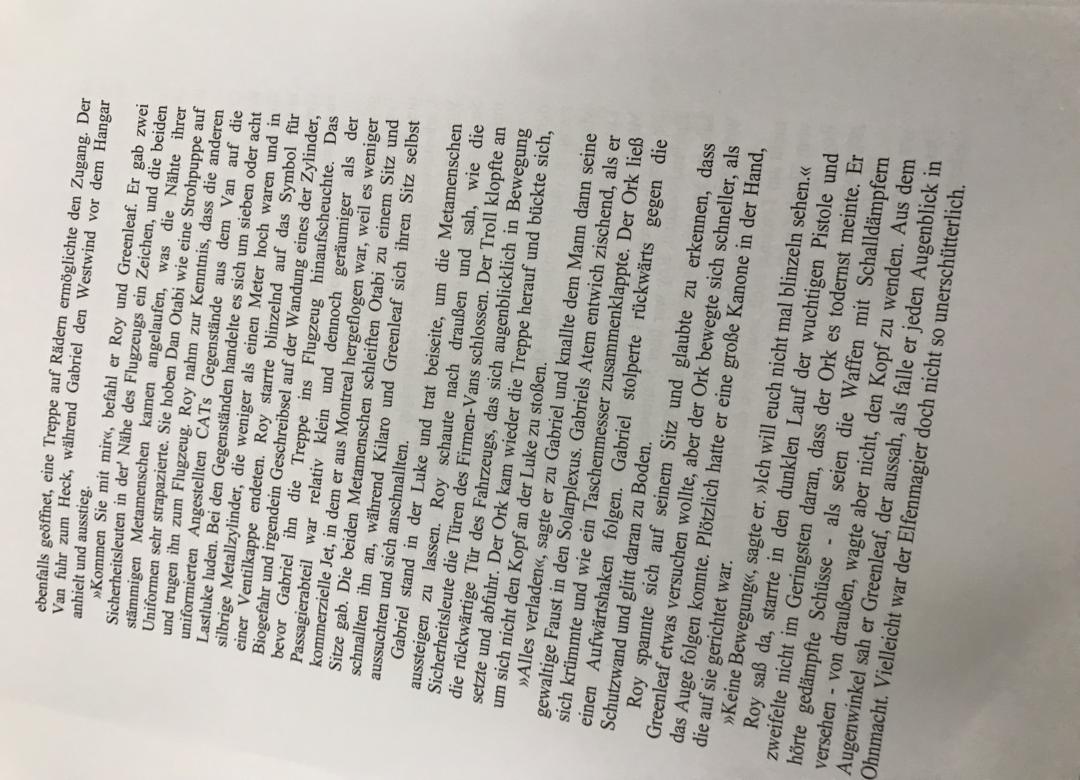 ebenfalls geöffnet, eine Treppe auf Rädern ermöglichte den Zugang. Der
Van fuhr zum Heck, während Gabriel den Westwind vor dem Hangar
anhielt und ausstieg.
»Kommen Sie mit mir«, befahl er Roy und Greenleaf. Er gab zwei
Sicherheitsleuten in der' Nähe des Flugzeugs ein Zeichen, und die beiden
stämmigen Metamenschen kamen angelaufen, was die Nähte ihrer
Uniformen sehr strapazierte. Sie hoben Dan Otabi wie eine Strohpuppe auf
und trugen ihn zum Flugzeug. Roy nahm zur Kenntnis, dass die anderen
uniformierten Angestellten CATs Gegenstände aus dem Van auf die
Lastluke luden. Bei den Gegenständen handelte es sich um sieben oder acht
silbrige Metallzylinder, die weniger als einen Meter hoch waren und in
einer Ventilkappe endeten. Roy starrte blinzelnd auf das Symbol für
Biogefahr und irgendein Geschreibsel auf der Wandung eines der Zylinder,
bevor Gabriel ihn die Treppe ins Flugzeug hinaufscheuchte. Das
Passagierabteil war relativ klein und dennoch geräumiger als der
kommerzielle Jet, in dem er aus Montreal hergeflogen war, weil es weniger
Sitze gab. Die beiden Metamenschen schleiften Otabi zu einem Sitz und
schnallten ihn an, während Kilaro und Greenleaf sich ihren Sitz selbst
aussuchten und sich anschnallten.
Gabriel stand in der Luke und trat beiseite, um die Metamenschen
aussteigen zu lassen. Roy schaute nach draußen und sah, wie die
Sicherheitsleute die Türen des Firmen-Vans schlossen. Der Troll klopfte an
die rückwärtige Tür des Fahrzeugs, das sich augenblicklich in Bewegung
setzte und abfuhr. Der Ork kam wieder die Treppe herauf und bückte sich,
um sich nicht den Kopf an der Luke zu stoßen.
»Alles verladen«, sagte er zu Gabriel und knallte dem Mann dann seine
gewaltige Faust in den Solarplexus. Gabriels Atem entwich zischend, als er
sich krümmte und wie ein Taschenmesser zusammenklappte. Der Ork ließ
einen Aufwärtshaken folgen. Gabriel stolperte rückwärts gegen die
Schutzwand und glitt daran zu Boden.
Roy spannte sich auf seinem Sitz und glaubte zu erkennen, dass
Greenleaf etwas versuchen wollte, aber der Ork bewegte sich schneller, als
das Auge folgen konnte. Plötzlich hatte er eine große Kanone in der Hand,
die auf sie gerichtet war.
»Keine Bewegung«, sagte er. »Ich will euch nicht mal blinzeln sehen.«
Roy saß da, starrte in den dunklen Lauf der wuchtigen Pistole und
zweifelte nicht im Geringsten daran, dass der Ork es todernst meinte. Er
hörte gedämpfte Schüsse - als seien die Waffen mit Schalldämpfern
versehen - von draußen, wagte aber nicht, den Kopf zu wenden. Aus dem
Augenwinkel sah er Greenleaf, der aussah, als falle er jeden Augenblick in
Ohnmacht. Vielleicht war der Elfenmagier doch nicht so unerschütterlich.